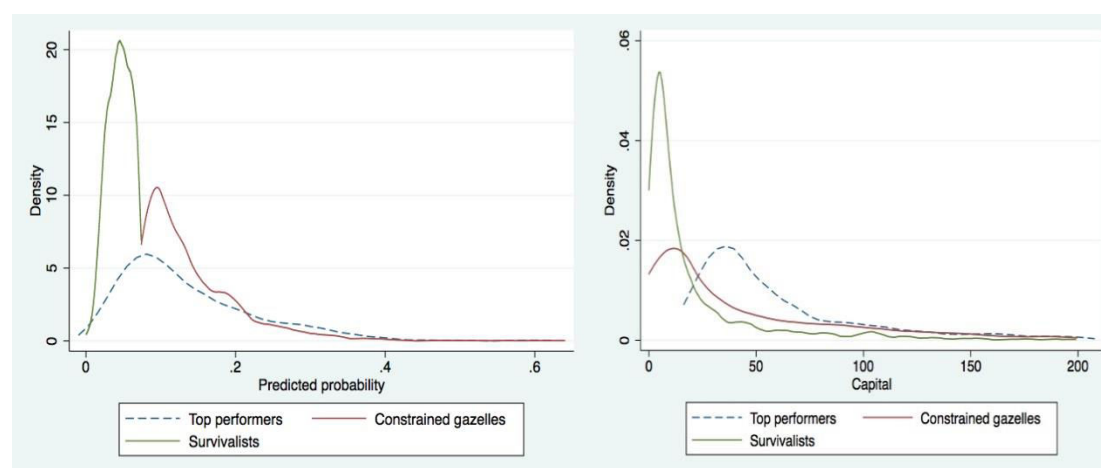 20
15
10
5
0
Density
0
.2
.4
.6
Predicted probability
Top performers
Constrained gazelles
Survivalists
.06
.04
.02
0
Density
0
50
100
150
200
Capital
Top performers
Constrained gazelles
Survivalists